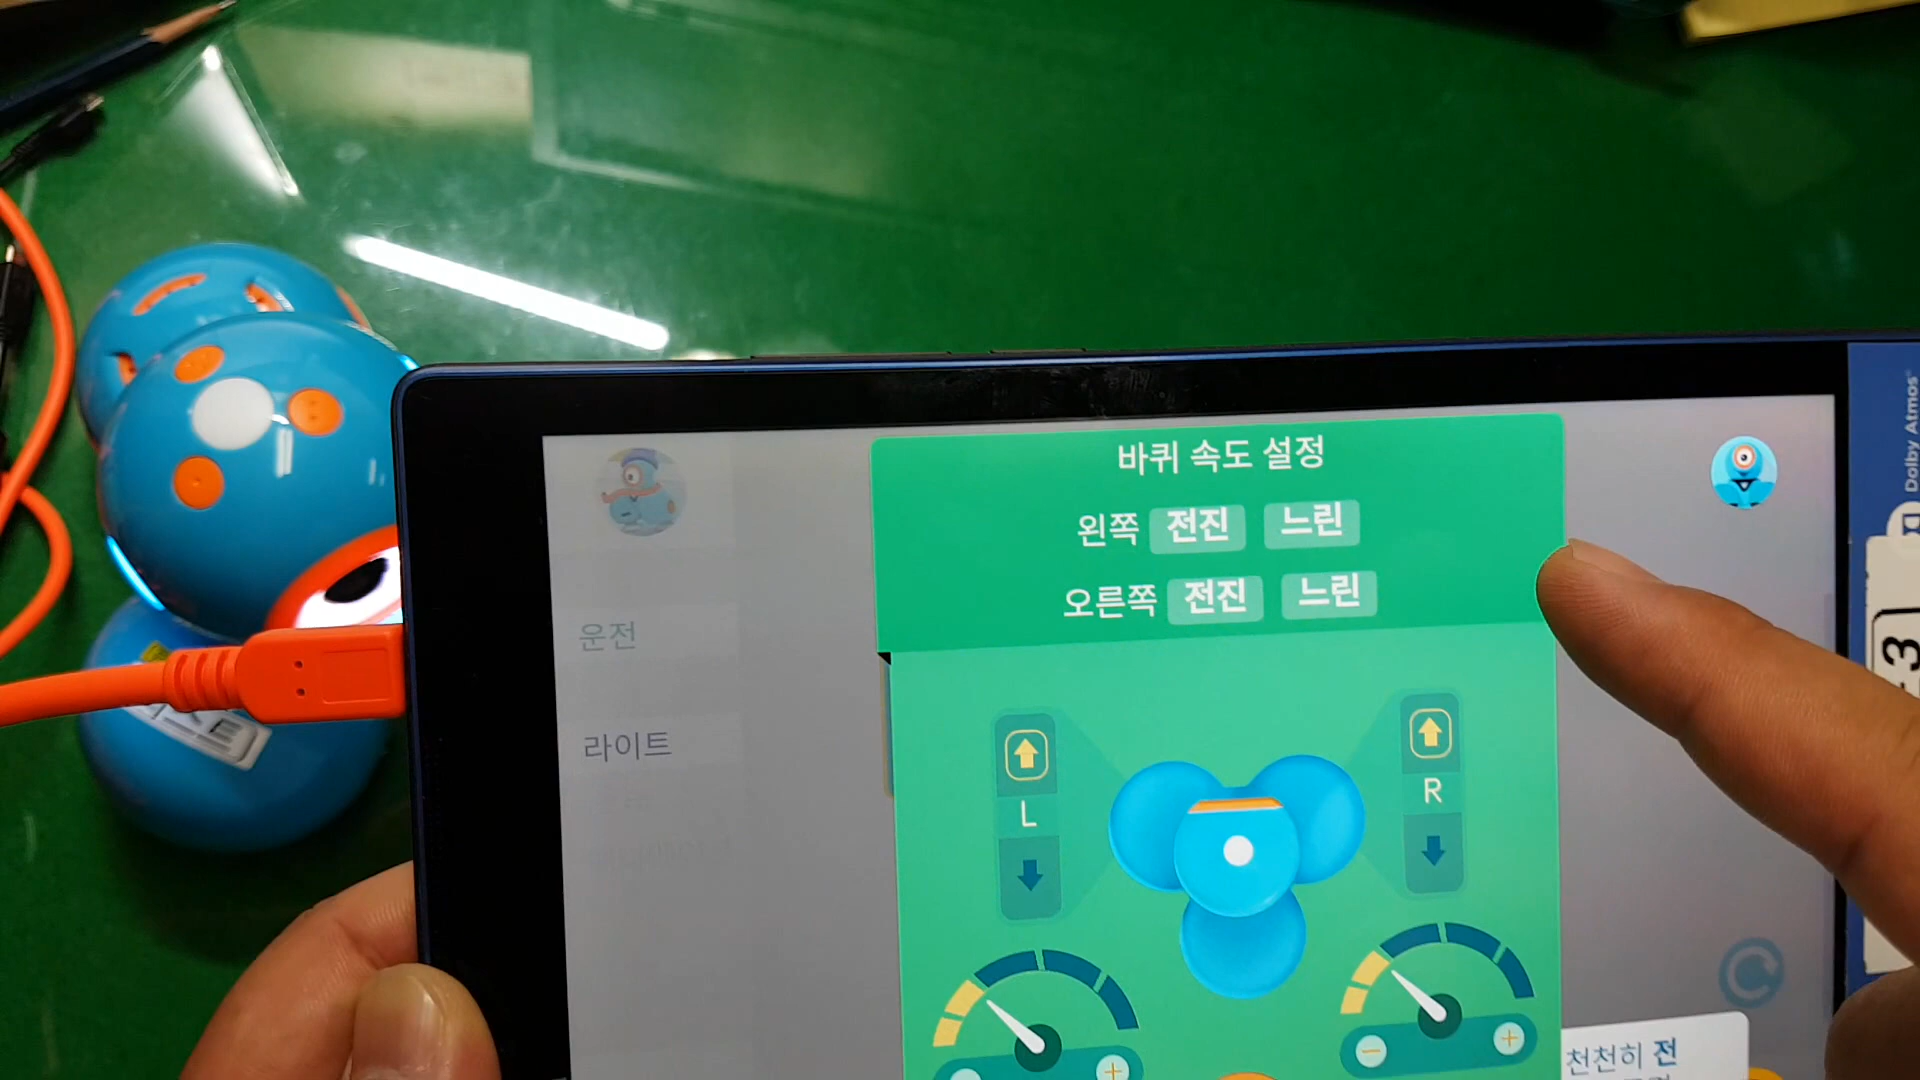 바퀴 속도 설정
왼쪽 전진 느린
오른쪽 전진 느린
운전
라이트
L
R
천천히 전
Dolby Atmos
3